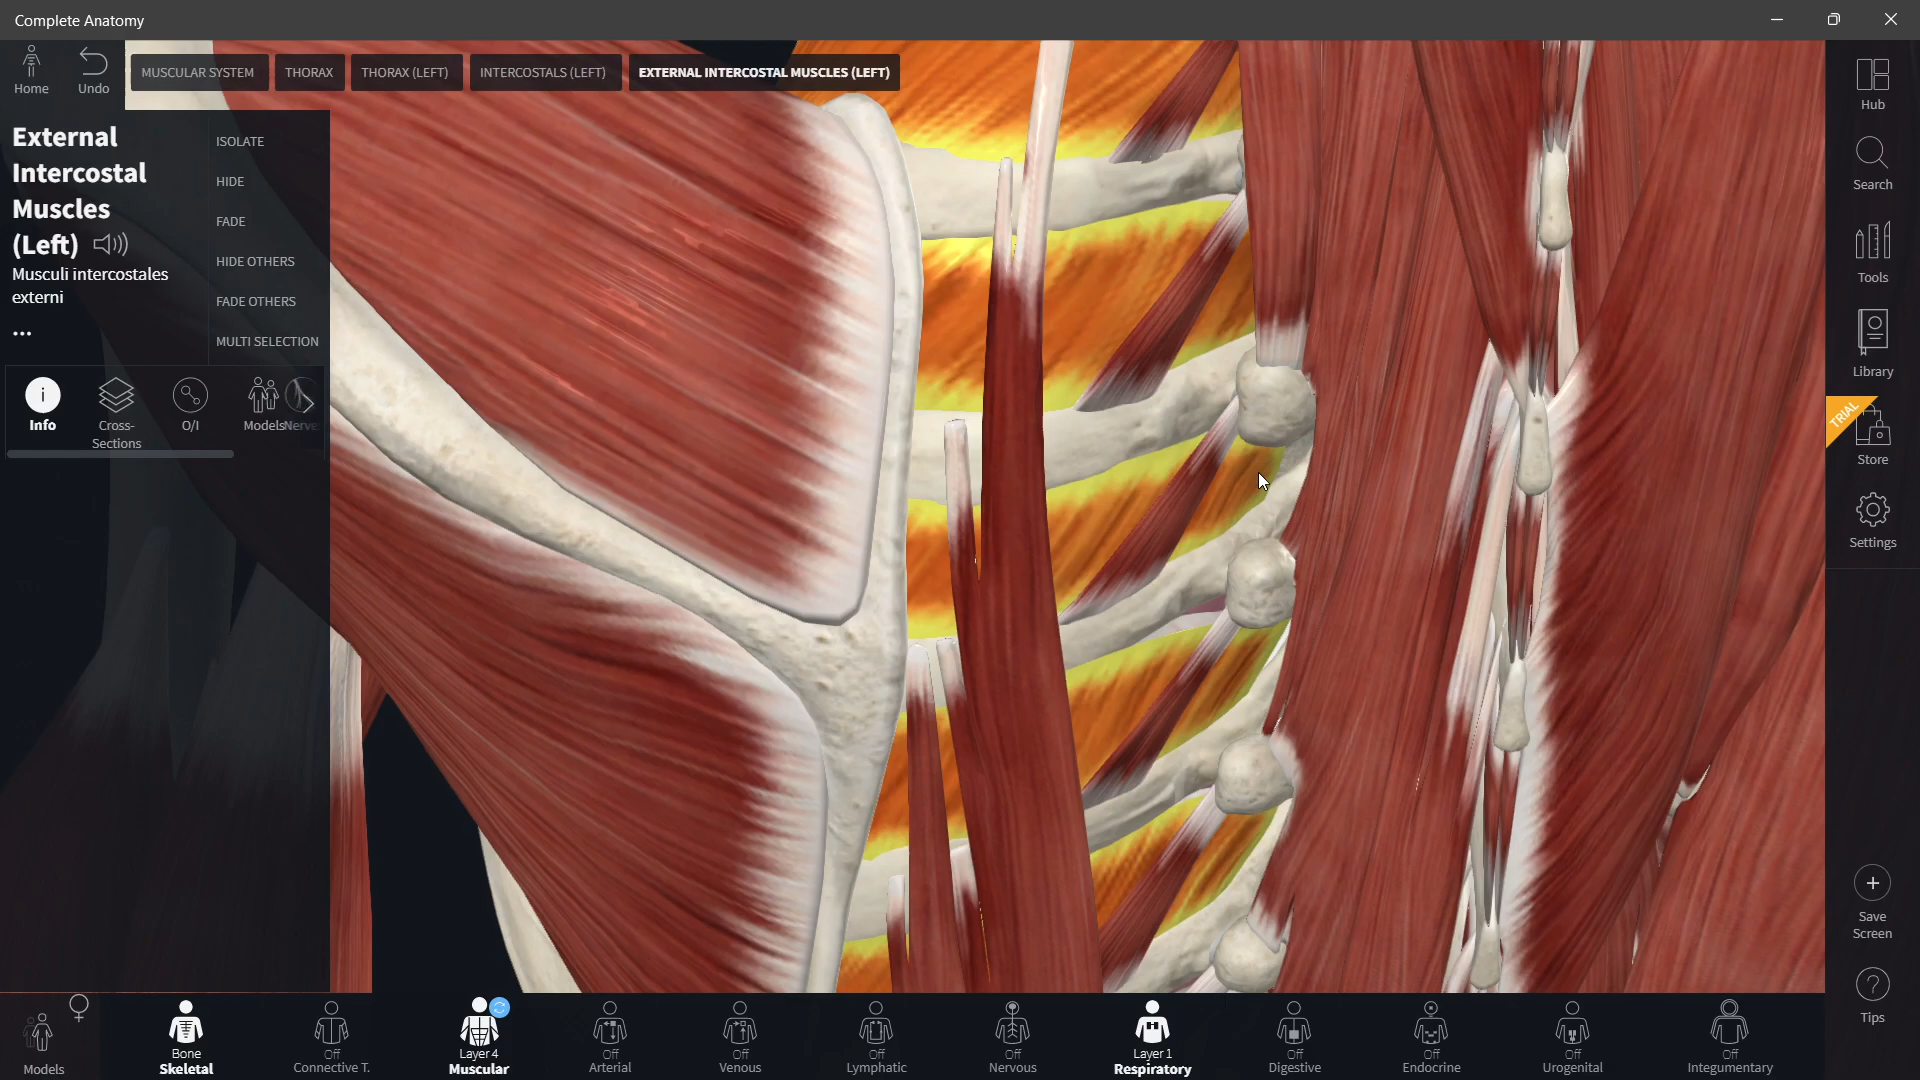 Complete Anatomy
Home
Undo
MUSCULAR SYSTEM
THORAX
THORAX (LEFT)
INTERCOSTALS (LEFT)
EXTERNAL INTERCOSTAL MUSCLES (LEFT)
External
Intercostal
Muscles
(Left)
Musculi intercostales
externi
...
ISOLATE
HIDE
FADE
HIDE OTHERS
FADE OTHERS
MULTI SELECTION
Info
Cross-
Sections
O/I
Models
Nerve
Hub
Search
Tools
Library
TRIAL
Store
Settings
Save
Screen
Tips
Models
Bone
Skeletal
Off
Connective T.
Layer 4
Muscular
Off
Arterial
Off
Venous
Off
Lymphatic
Off
Nervous
Layer 1
Respiratory
Off
Digestive
Off
Endocrine
Off
Urogenital
Off
Integumentary